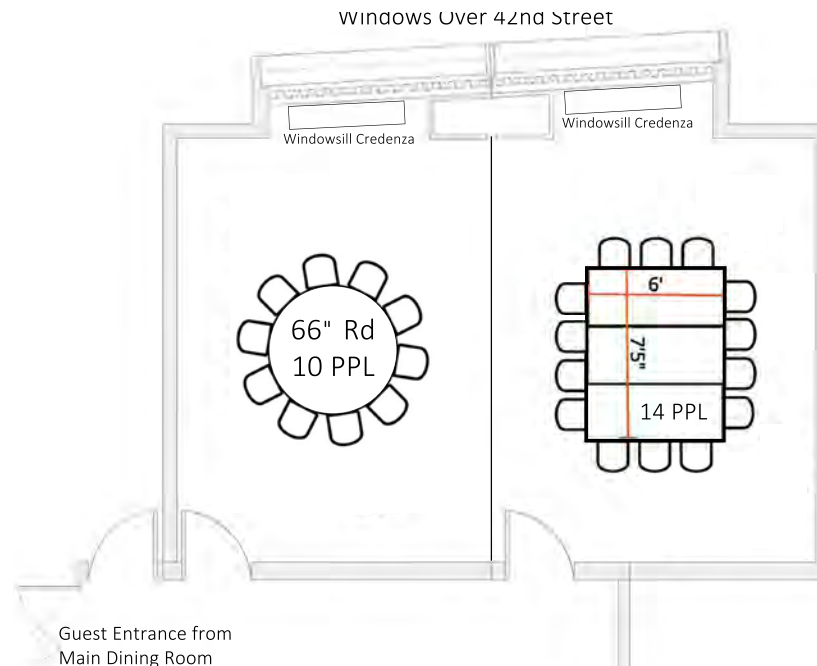 Windows Over 42nd Street
Windowsill Credenza
Windowsill Credenza
66" Rd
10 PPL
6'
7'5"
14 PPL
Guest Entrance from
Main Dining Room